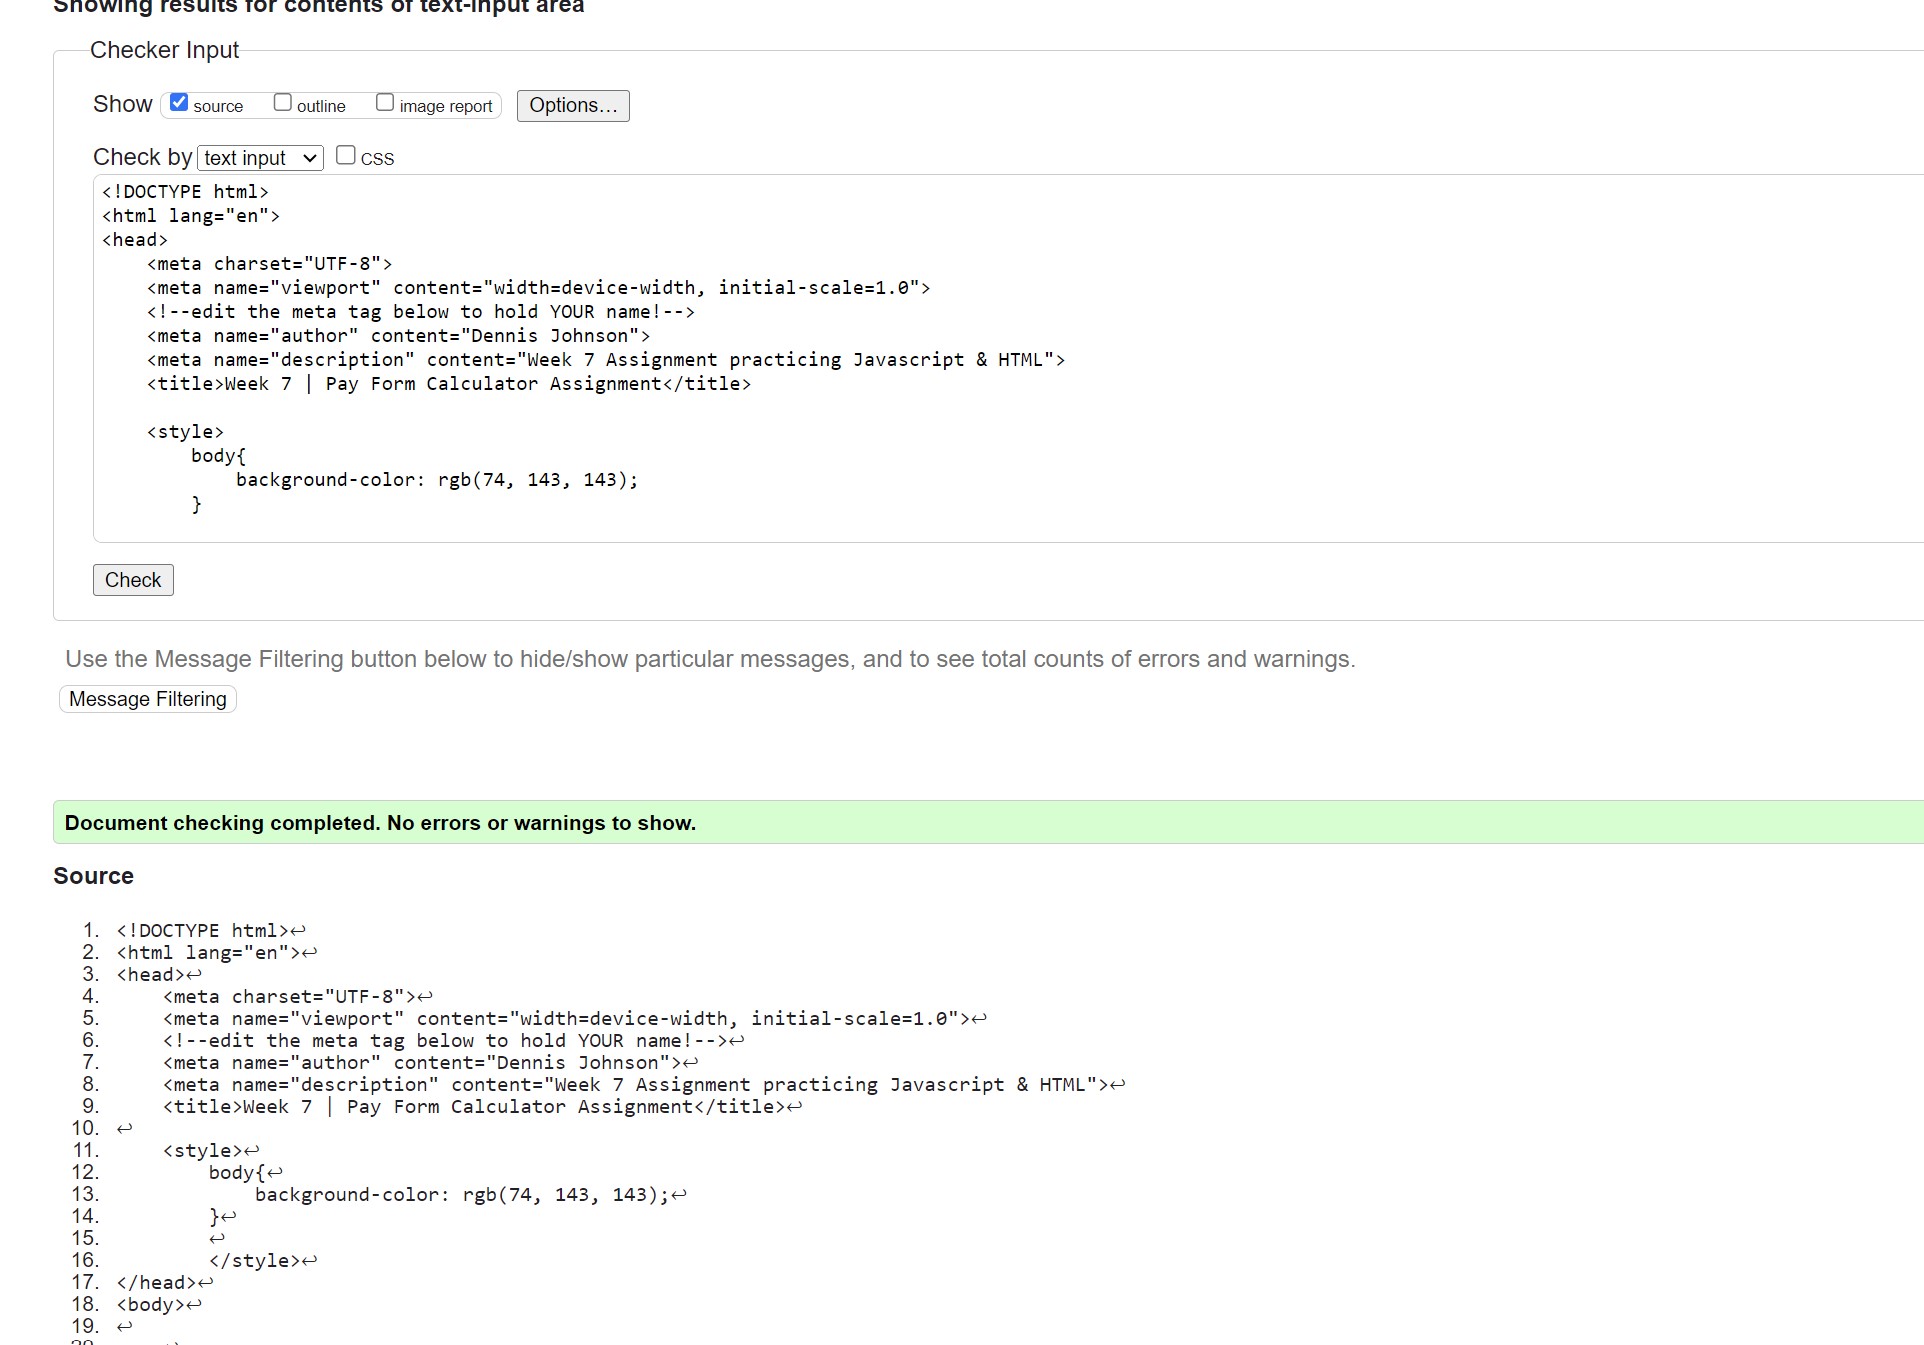 Showing results for contents of text-input area
Checker Input
Show source outline image report Options...
Check by text input CSS
<!DOCTYPE html>
<html lang="en">
<head>
    <meta charset="UTF-8">
    <meta name="viewport" content="width=device-width, initial-scale=1.0">
    <!--edit the meta tag below to hold YOUR name!-->
    <meta name="author" content="Dennis Johnson">
    <meta name="description" content="Week 7 Assignment practicing Javascript & HTML">
    <title>Week 7 | Pay Form Calculator Assignment</title>
    <style>
        body{
            background-color: rgb(74, 143, 143);
        }
Check
Use the Message Filtering button below to hide/show particular messages, and to see total counts of errors and warnings.
Message Filtering
Document checking completed. No errors or warnings to show.
Source
1. <!DOCTYPE html>↩
2. <html lang="en">↩
3. <head>↩
4.     <meta charset="UTF-8">↩
5.     <meta name="viewport" content="width=device-width, initial-scale=1.0">↩
6.     <!--edit the meta tag below to hold YOUR name!-->↩
7.     <meta name="author" content="Dennis Johnson">↩
8.     <meta name="description" content="Week 7 Assignment practicing Javascript & HTML">↩
9.     <title>Week 7 | Pay Form Calculator Assignment</title>↩
10. ↩
11.     <style>↩
12.         body{↩
13.             background-color: rgb(74, 143, 143);↩
14.         }↩
15.         ↩
16.         </style>↩
17. </head>↩
18. <body>↩
19. ↩